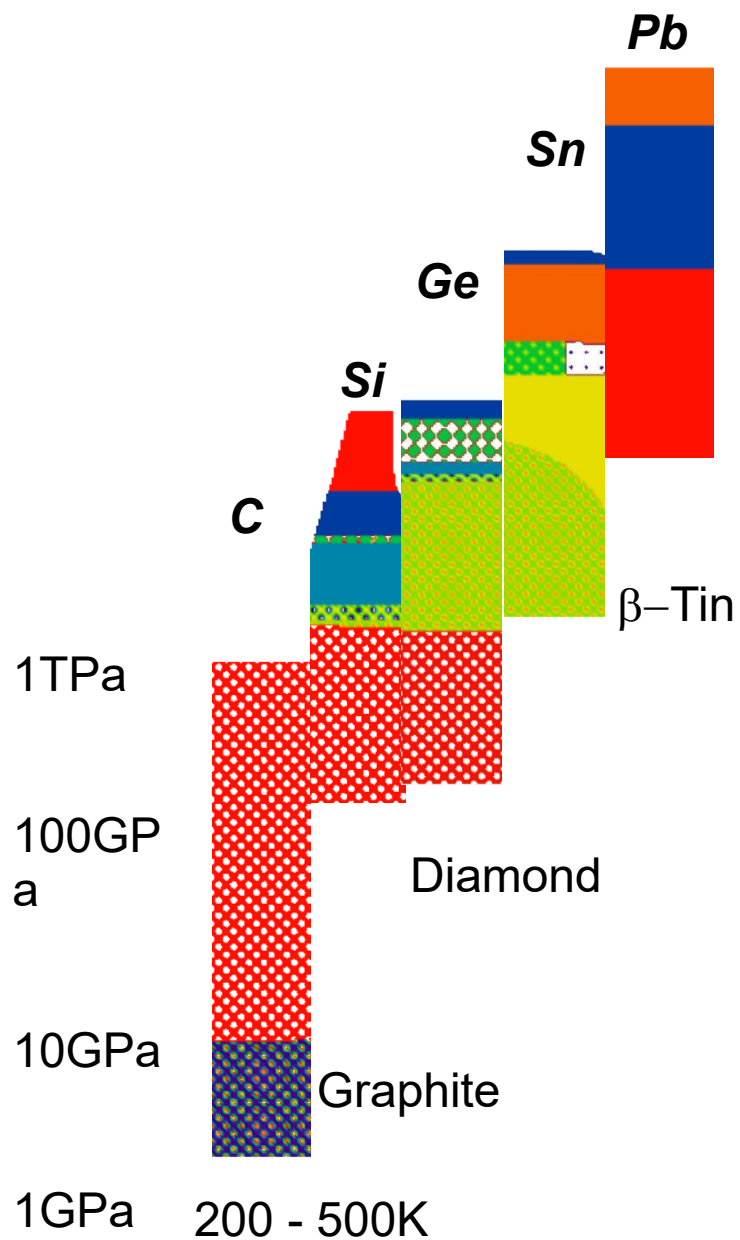 Pb
Sn
Ge
Si
C
β–Tin
1TPa
100GP
a
Diamond
10GPa
Graphite
1GPa
200 - 500K